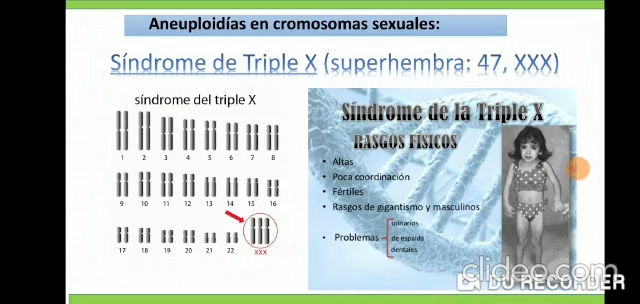 Aneuploidías en cromosomas sexuales:
Síndrome de Triple X (superhembra: 47, XXX)
síndrome del triple X
1 2 3 4 5 6 7 8
9 10 11 12 13 14 15 16
17 18 19 20 21 22 XXX
Síndrome de la Triple X
RASGOS FISICOS
• Altas
• Poca coordinación
• Fértiles
• Rasgos de gigantismo y masculinos
• Problemas
urinarios
de espalda
dentales
clideo.com
DU RECORDER